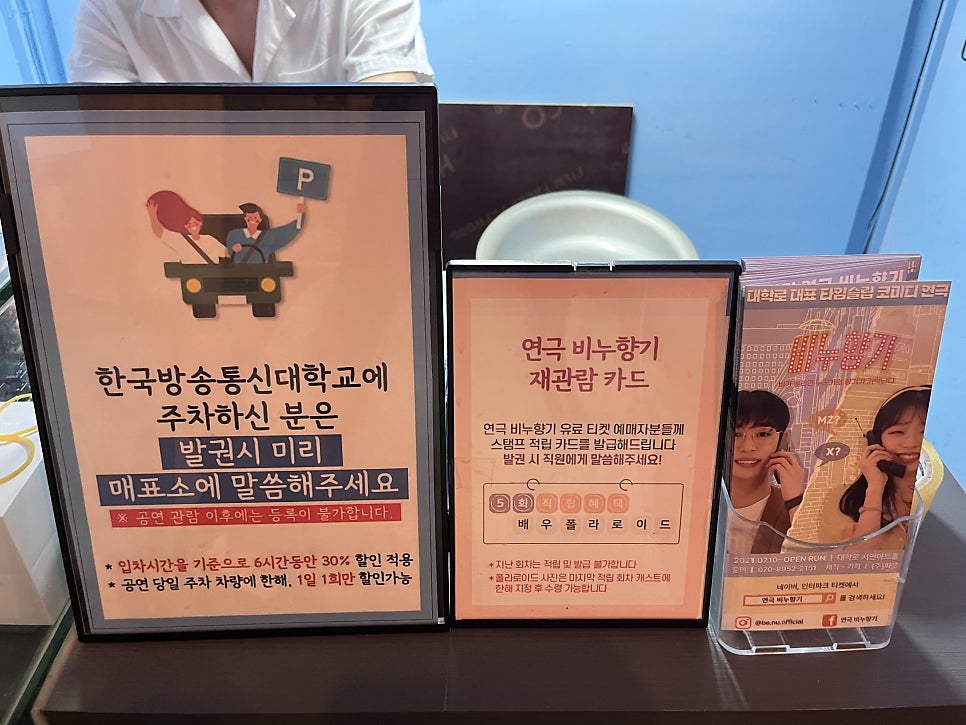 P
한국방송통신대학교에
주차하신 분은
발권시 미리
매표소에 말씀해주세요
※ 공연 관람 이후에는 등록이 불가합니다.
* 입차시간을 기준으로 6시간동안 30% 할인 적용
* 공연 당일 주차 차량에 한해, 1일 1회만 할인가능
연극 비누향기
재관람 카드
연극 비누향기 유료 티켓 예매자분들께
스탬프 적립 카드를 발급해드립니다
발권 시 직원에게 말씀해주세요!
5회 적립혜택
배우폴라로이드
*지난 회차는 적립 및 발급 불가합니다
*폴라로이드 사진은 마지막 적립 회차 캐스트에
한해 지정 후 수령 가능합니다
대학로 대표 타임슬립 코미디 연극
비누향기
MZ?
X?
07.10-OPEN RUN | 대학로 서연아트홀
문의 | 070-8952-2151
네이버, 인터파크 티켓에서
연극 비누향기 를 검색하세요!
@be.nu.official 연극 비누향기